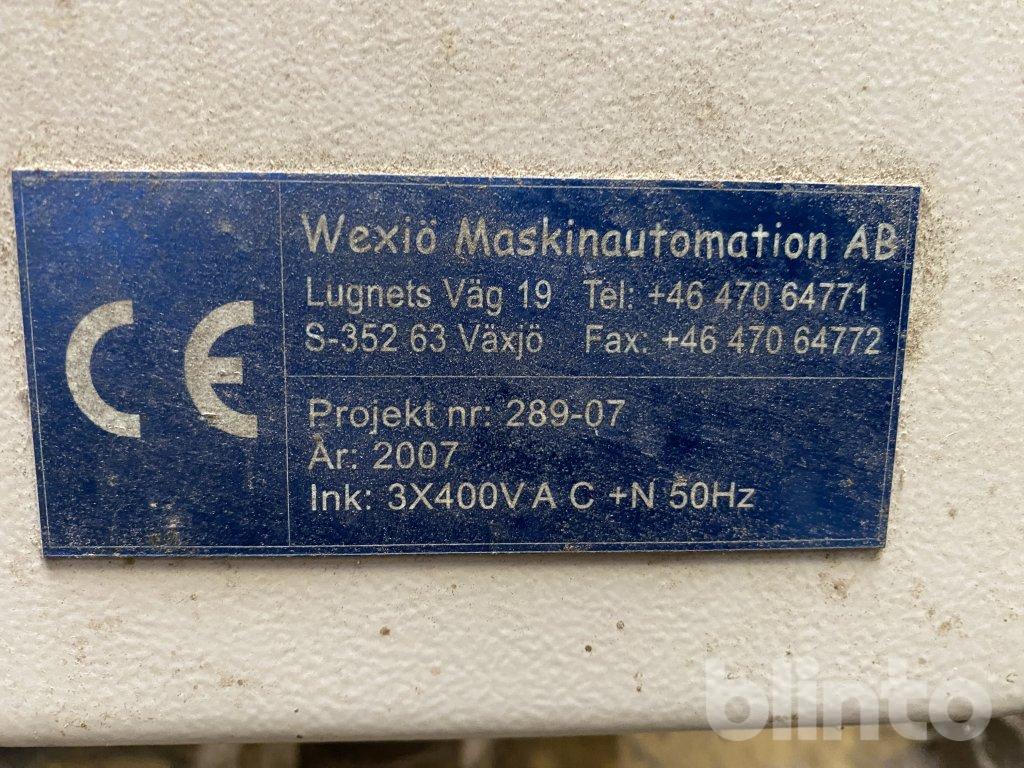 CE
Wexiö Maskinautomation AB
Lugnets Väg 19 Tel: +46 470 64771
S-352 63 Växjö Fax: +46 470 64772
Projekt nr: 289-07
År: 2007
Ink: 3X400V A C +N 50Hz
blinto